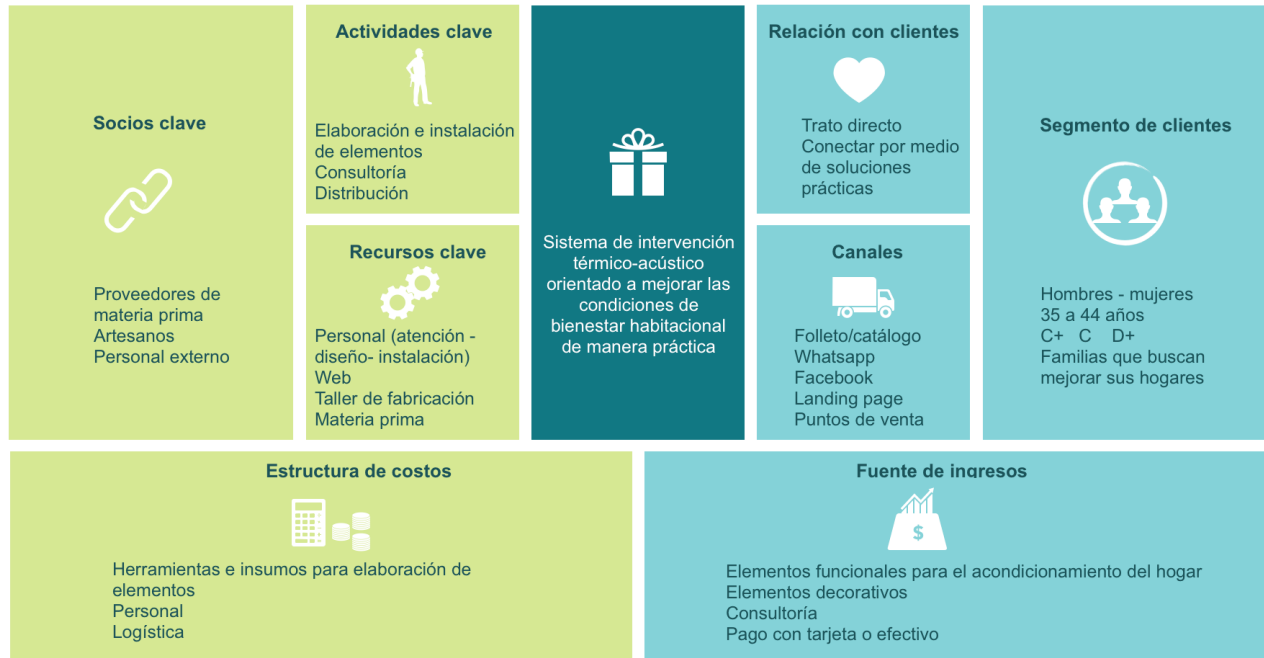 Socios clave
Proveedores de
materia prima
Artesanos
Personal externo
Actividades clave
Elaboración e instalación
de elementos
Consultoría
Distribución
Recursos clave
Personal (atención -
diseño- instalación)
Web
Taller de fabricación
Materia prima
Sistema de intervención
térmico-acústico
orientado a mejorar las
condiciones de
bienestar habitacional
de manera práctica
Relación con clientes
Trato directo
Conectar por medio
de soluciones
prácticas
Canales
Folleto/catálogo
Whatsapp
Facebook
Landing page
Puntos de venta
Segmento de clientes
Hombres - mujeres
35 a 44 años
C+ C D+
Familias que buscan
mejorar sus hogares
Estructura de costos
Herramientas e insumos para elaboración de
elementos
Personal
Logística
Fuente de ingresos
$
Elementos funcionales para el acondicionamiento del hogar
Elementos decorativos
Consultoría
Pago con tarjeta o efectivo